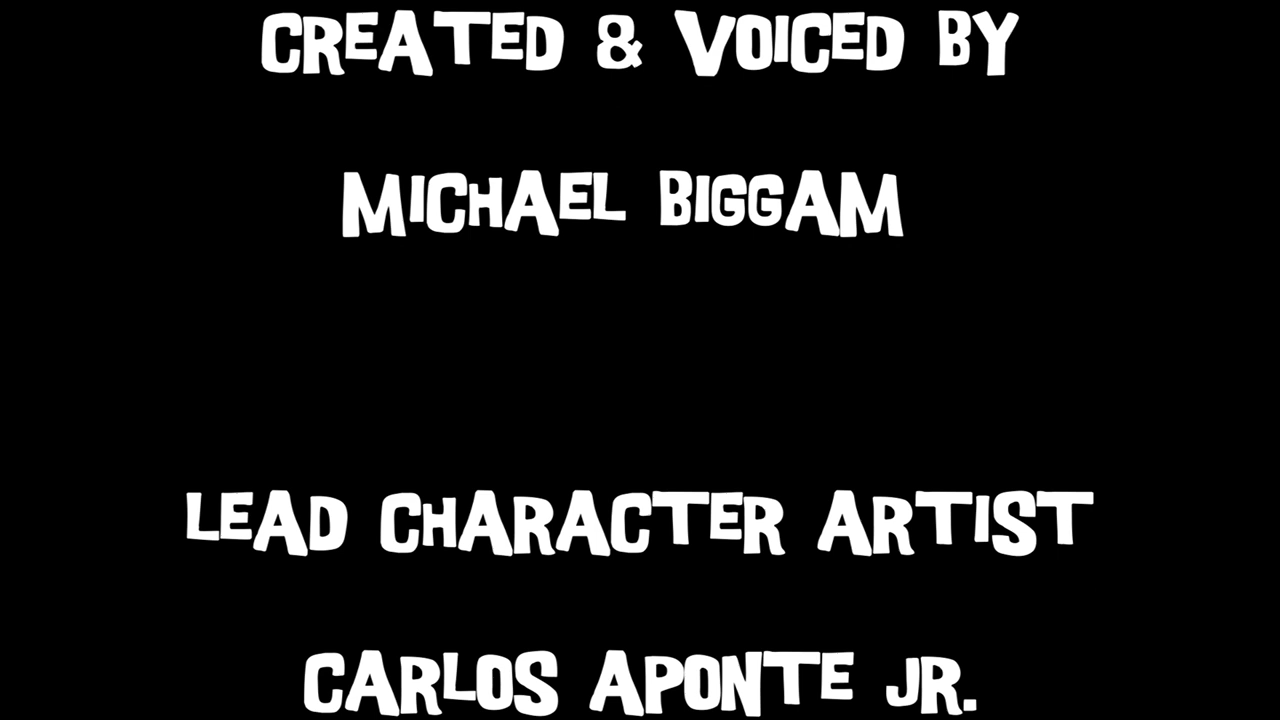 CREATED & VOICED BY
MICHAEL BIGGAM
LEAD CHARACTER ARTIST
CARLOS APONTE JR.